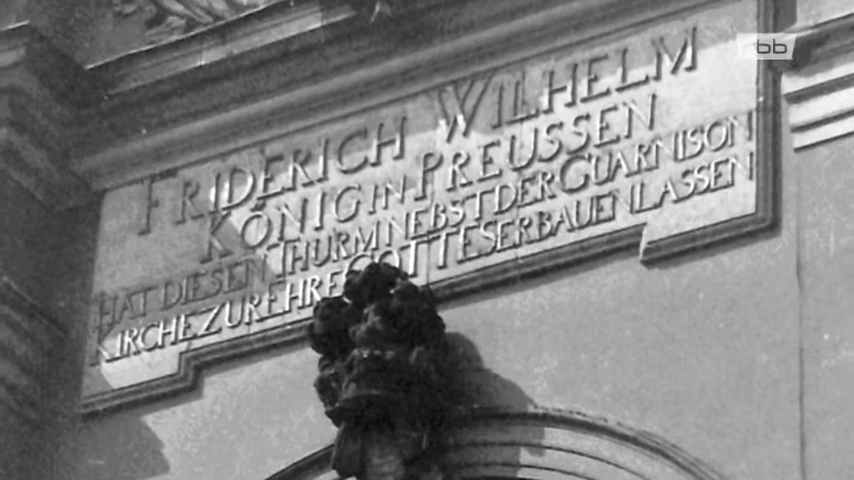 FRIDERICH WILHELM
KÖNIG IN PREUSSEN
HAT DIESEN THURM NEBST DER GUARNISON
KIRCHE ZUR EHRE GOTTES ERBAUEN LASSEN
bb